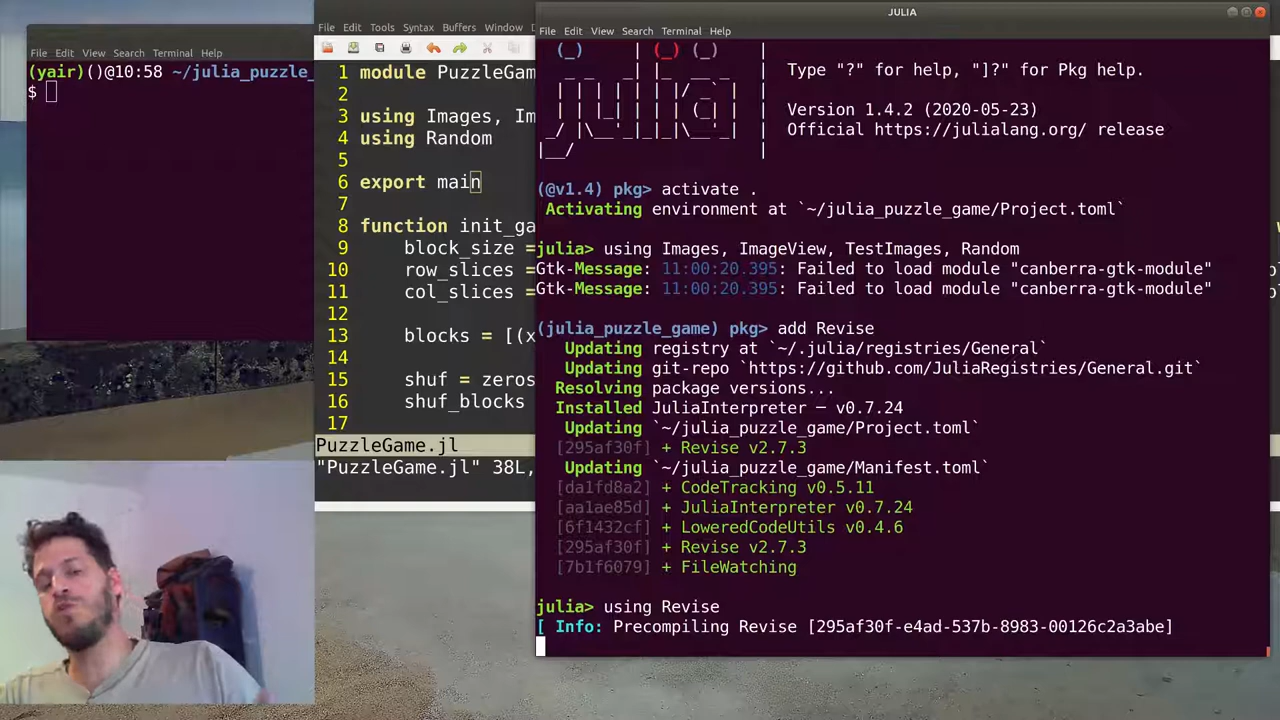 File Edit View Search Terminal Help
(yair)()@10:58 ~/julia_puzzle_
$
File Edit Tools Syntax Buffers Window
1 module PuzzleGam
2
3 using Images, Im
4 using Random
5
6 export main
7
8 function init_ga
9 block_size =
10 row_slices =
11 col_slices =
12
13 blocks = [(x
14
15 shuf = zeros
16 shuf_blocks
17
PuzzleGame.jl
"PuzzleGame.jl" 38L,
JULIA
File Edit View Search Terminal Help
Type "?" for help, "]?" for Pkg help.
Version 1.4.2 (2020-05-23)
Official https://julialang.org/ release
(@v1.4) pkg> activate .
Activating environment at `~/julia_puzzle_game/Project.toml`
julia> using Images, ImageView, TestImages, Random
Gtk-Message: 11:00:20.395: Failed to load module "canberra-gtk-module"
Gtk-Message: 11:00:20.395: Failed to load module "canberra-gtk-module"
(julia_puzzle_game) pkg> add Revise
Updating registry at `~/.julia/registries/General`
Updating git-repo `https://github.com/JuliaRegistries/General.git`
Resolving package versions...
Installed JuliaInterpreter ─ v0.7.24
Updating `~/julia_puzzle_game/Project.toml`
[295af30f] + Revise v2.7.3
Updating `~/julia_puzzle_game/Manifest.toml`
[da1fd8a2] + CodeTracking v0.5.11
[aa1ae85d] + JuliaInterpreter v0.7.24
[6f1432cf] + LoweredCodeUtils v0.4.6
[295af30f] + Revise v2.7.3
[7b1f6079] + FileWatching
julia> using Revise
[ Info: Precompiling Revise [295af30f-e4ad-537b-8983-00126c2a3abe]